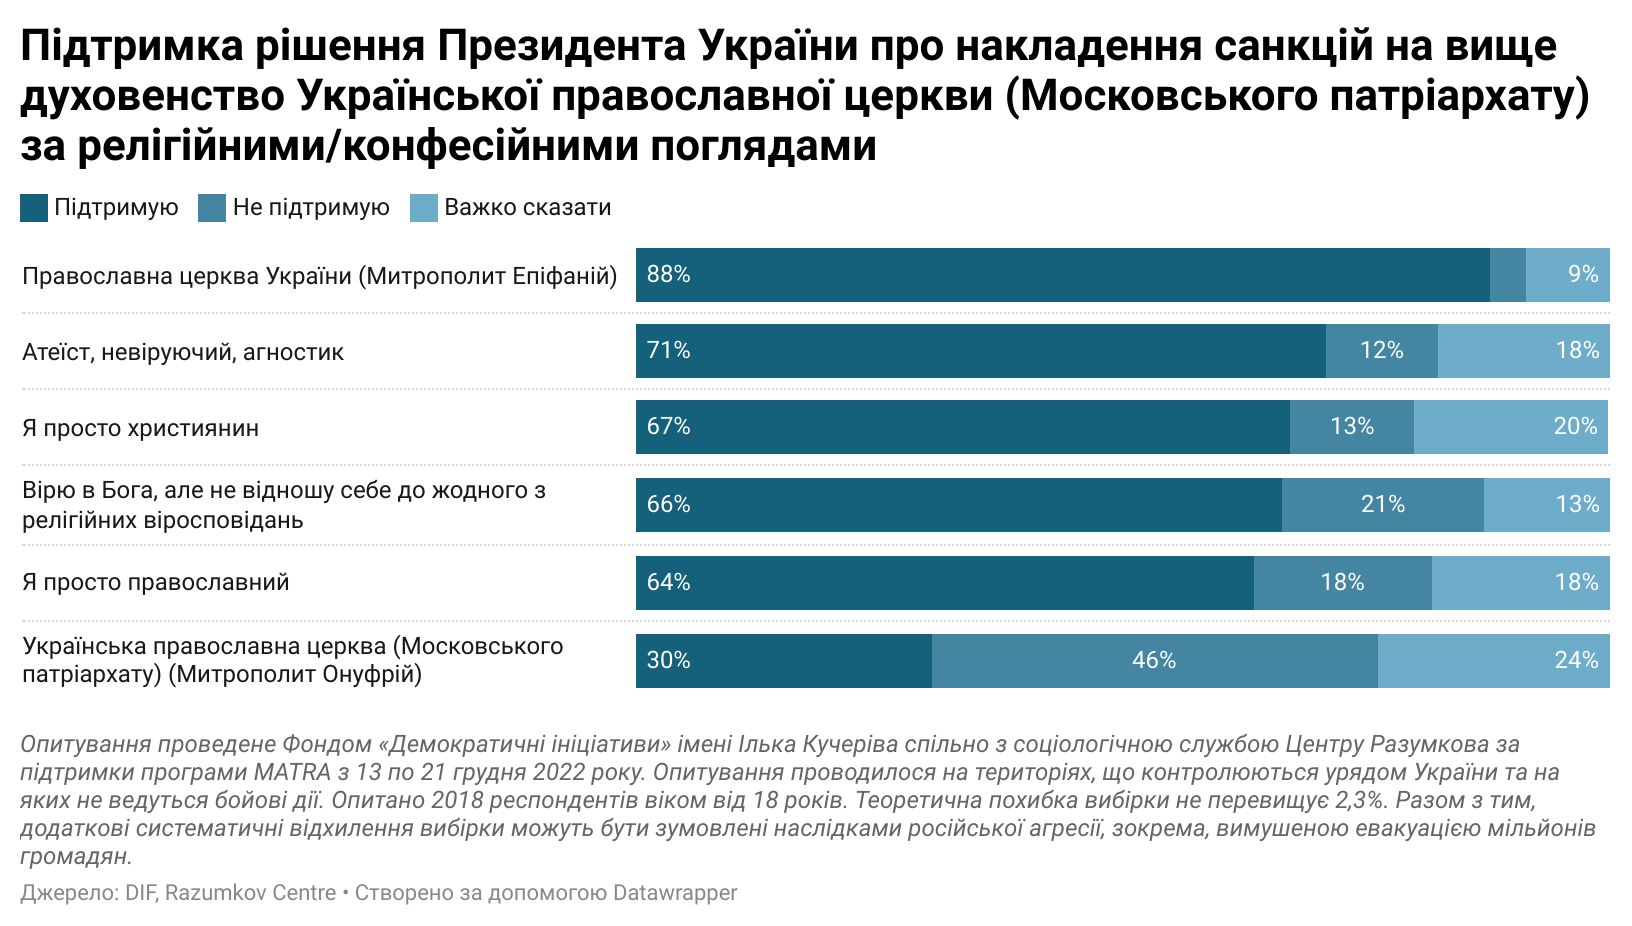 Підтримка рішення Президента України про накладення санкцій на вище
духовенство Української православної церкви (Московського патріархату)
за релігійними/конфесійними поглядами
Підтримую Не підтримую Важко сказати
Православна церква України (Митрополит Епіфаній) 88% 9%
Атеїст, невіруючий, агностик 71% 12% 18%
Я просто християнин 67% 13% 20%
Вірю в Бога, але не відношу себе до жодного з
релігійних віросповідань
66% 21% 13%
Я просто православний 64% 18% 18%
Українська православна церква (Московського
патріархату) (Митрополит Онуфрій)
30% 46% 24%
Опитування проведене Фондом «Демократичні ініціативи» імені Ілька Кучеріва спільно з соціологічною службою Центру Разумкова за
підтримки програми MATRA з 13 по 21 грудня 2022 року. Опитування проводилося на територіях, що контролюються урядом України та на
яких не ведуться бойові дії. Опитано 2018 респондентів віком від 18 років. Теоретична похибка вибірки не перевищує 2,3%. Разом з тим,
додаткові систематичні відхилення вибірки можуть бути зумовлені наслідками російської агресії, зокрема, вимушеною евакуацією мільйонів
громадян.
Джерело: DIF, Razumkov Centre • Створено за допомогою Datawrapper